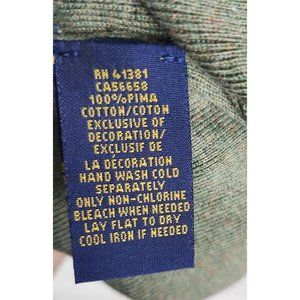 RN 41381
CA56658
100%PIMA
COTTON/COTON
EXCLUSIVE OF
DECORATION/
EXCLUSIF DE
LA DÉCORATION
HAND WASH COLD
SEPARATELY
ONLY NON-CHLORINE
BLEACH WHEN NEEDED
LAY FLAT TO DRY
COOL IRON IF NEEDED